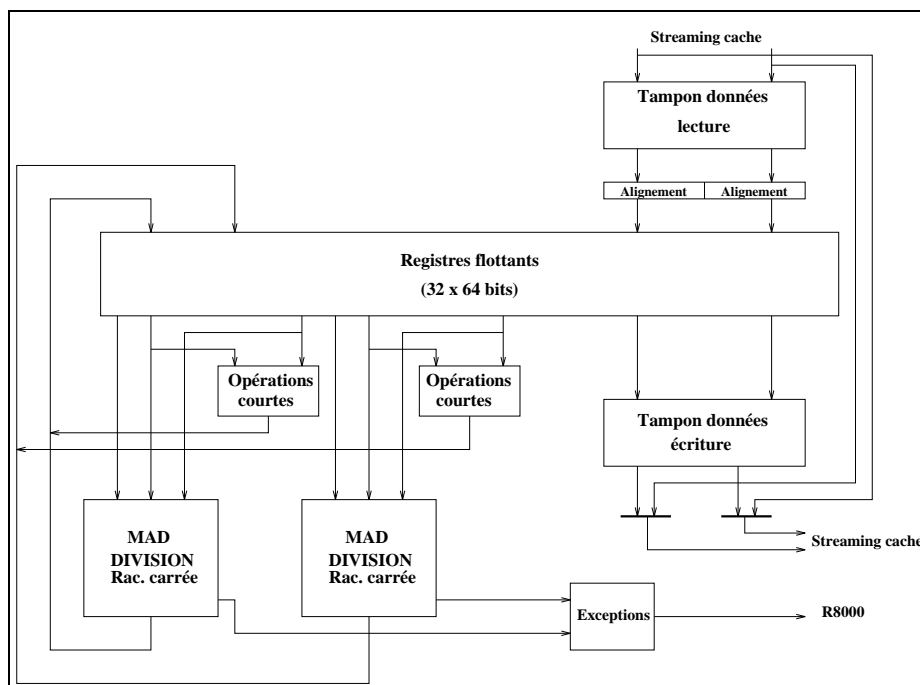 Streaming cache
Tampon données
lecture
Alignement
Alignement
Registres flottants
(32 x 64 bits)
Opérations
courtes
Opérations
courtes
Tampon données
écriture
MAD
DIVISION
Rac. carrée
MAD
DIVISION
Rac. carrée
Streaming cache
Exceptions
R8000